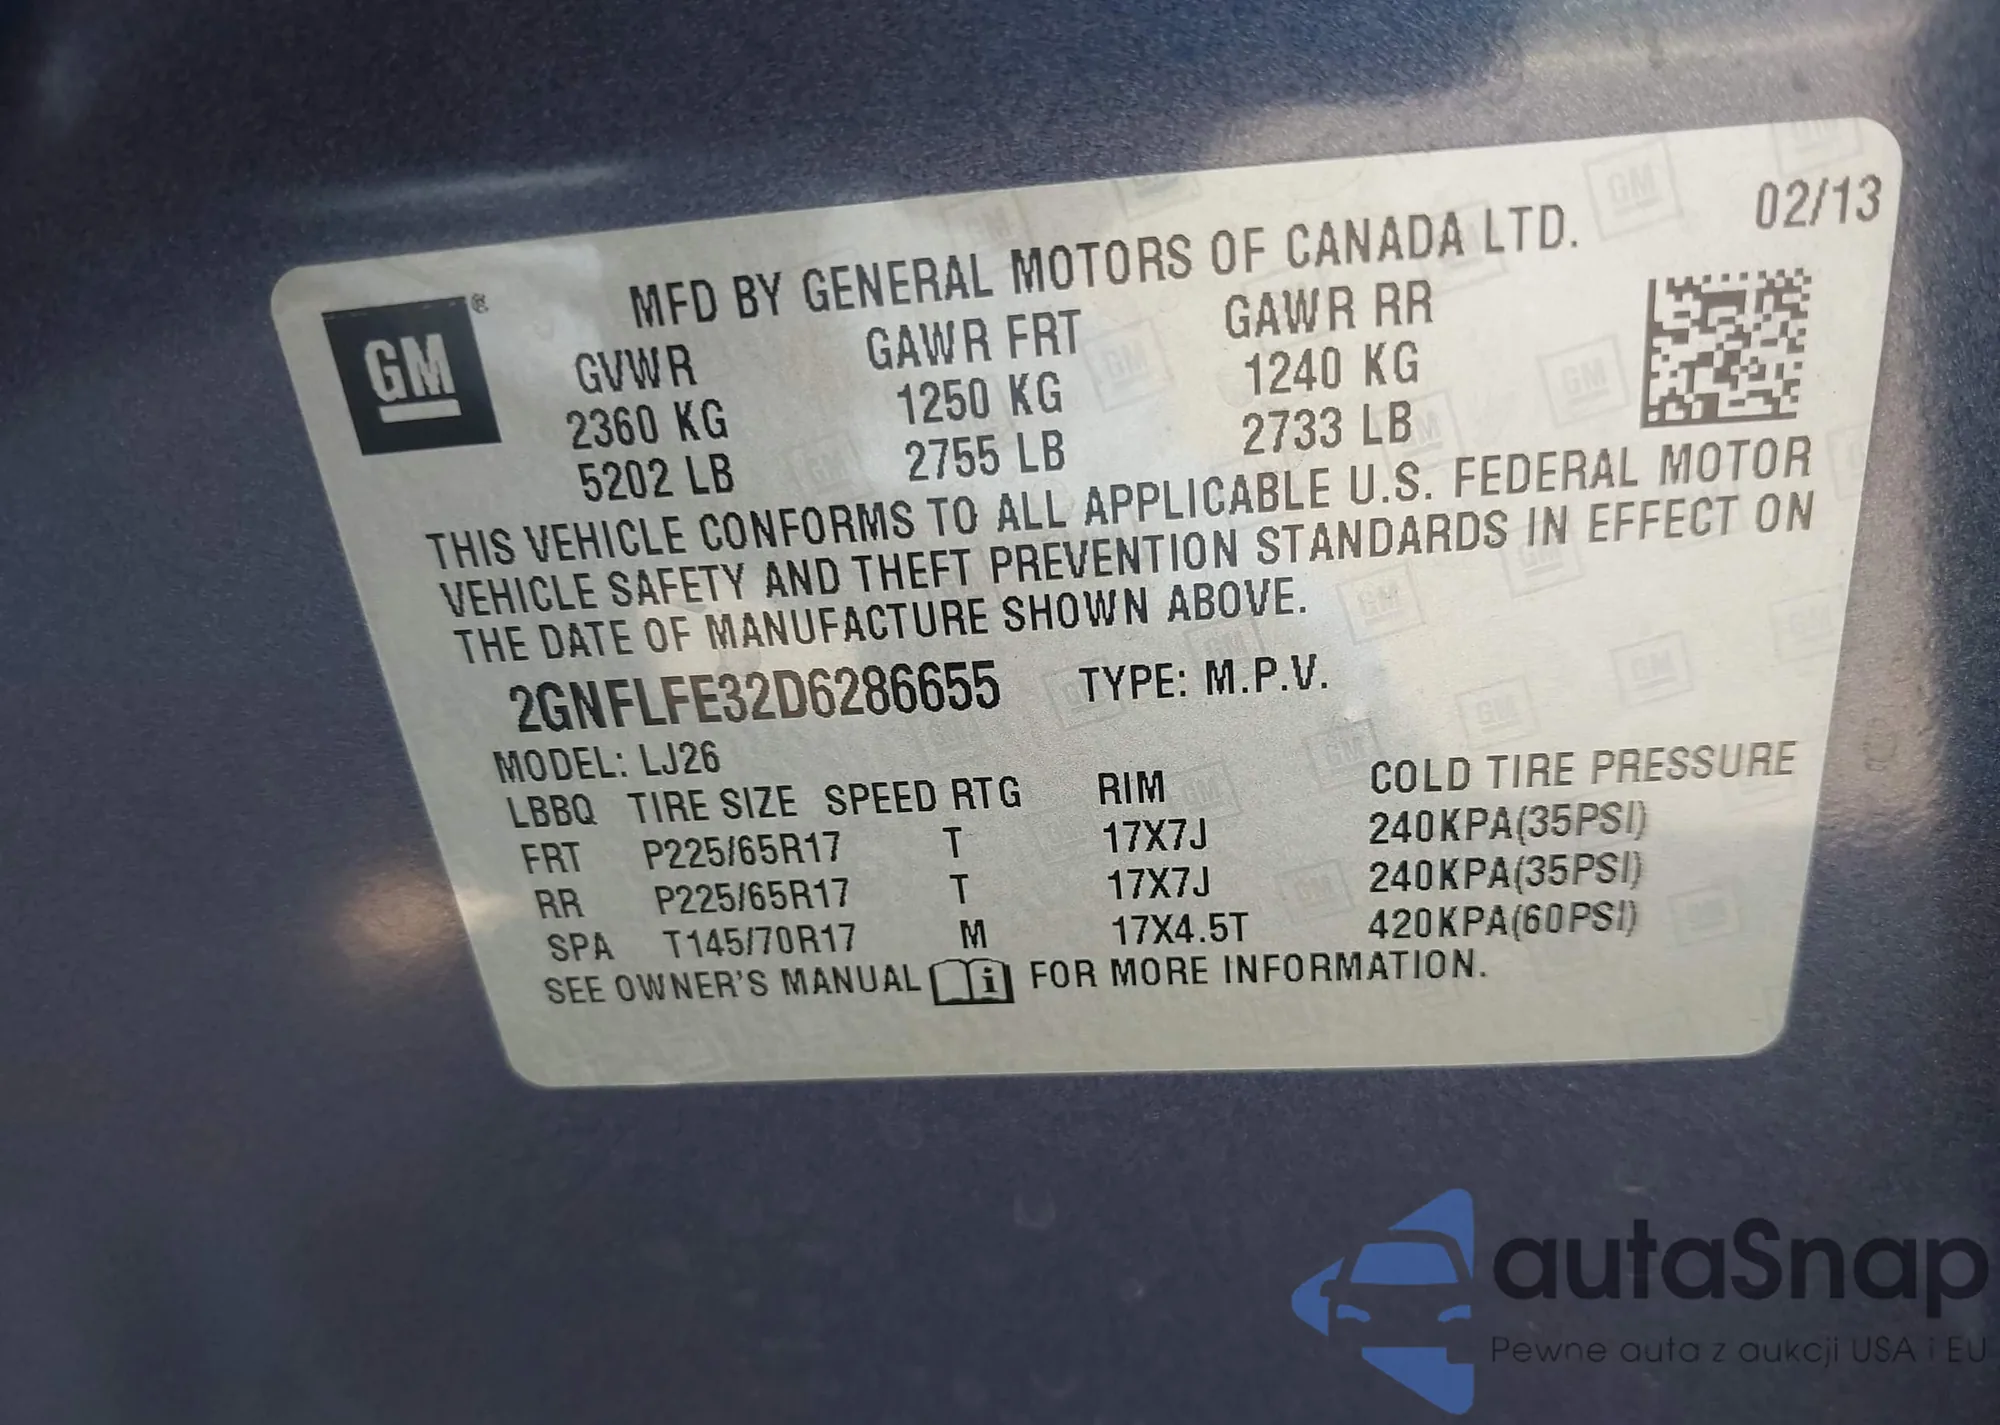 02/13
MFD BY GENERAL MOTORS OF CANADA LTD.
GM®
GVWR GAWR FRT GAWR RR
2360 KG 1250 KG 1240 KG
5202 LB 2755 LB 2733 LB
THIS VEHICLE CONFORMS TO ALL APPLICABLE U.S. FEDERAL MOTOR
VEHICLE SAFETY AND THEFT PREVENTION STANDARDS IN EFFECT ON
THE DATE OF MANUFACTURE SHOWN ABOVE.
2GNFLFE32D6286655 TYPE: M.P.V.
MODEL: LJ26
LBBQ TIRE SIZE SPEED RTG RIM COLD TIRE PRESSURE
FRT P225/65R17 T 17X7J 240KPA(35PSI)
RR P225/65R17 T 17X7J 240KPA(35PSI)
SPA T145/70R17 M 17X4.5T 420KPA(60PSI)
SEE OWNER'S MANUAL i FOR MORE INFORMATION.
autaSnap
Pewne auta z aukcji USA i EU